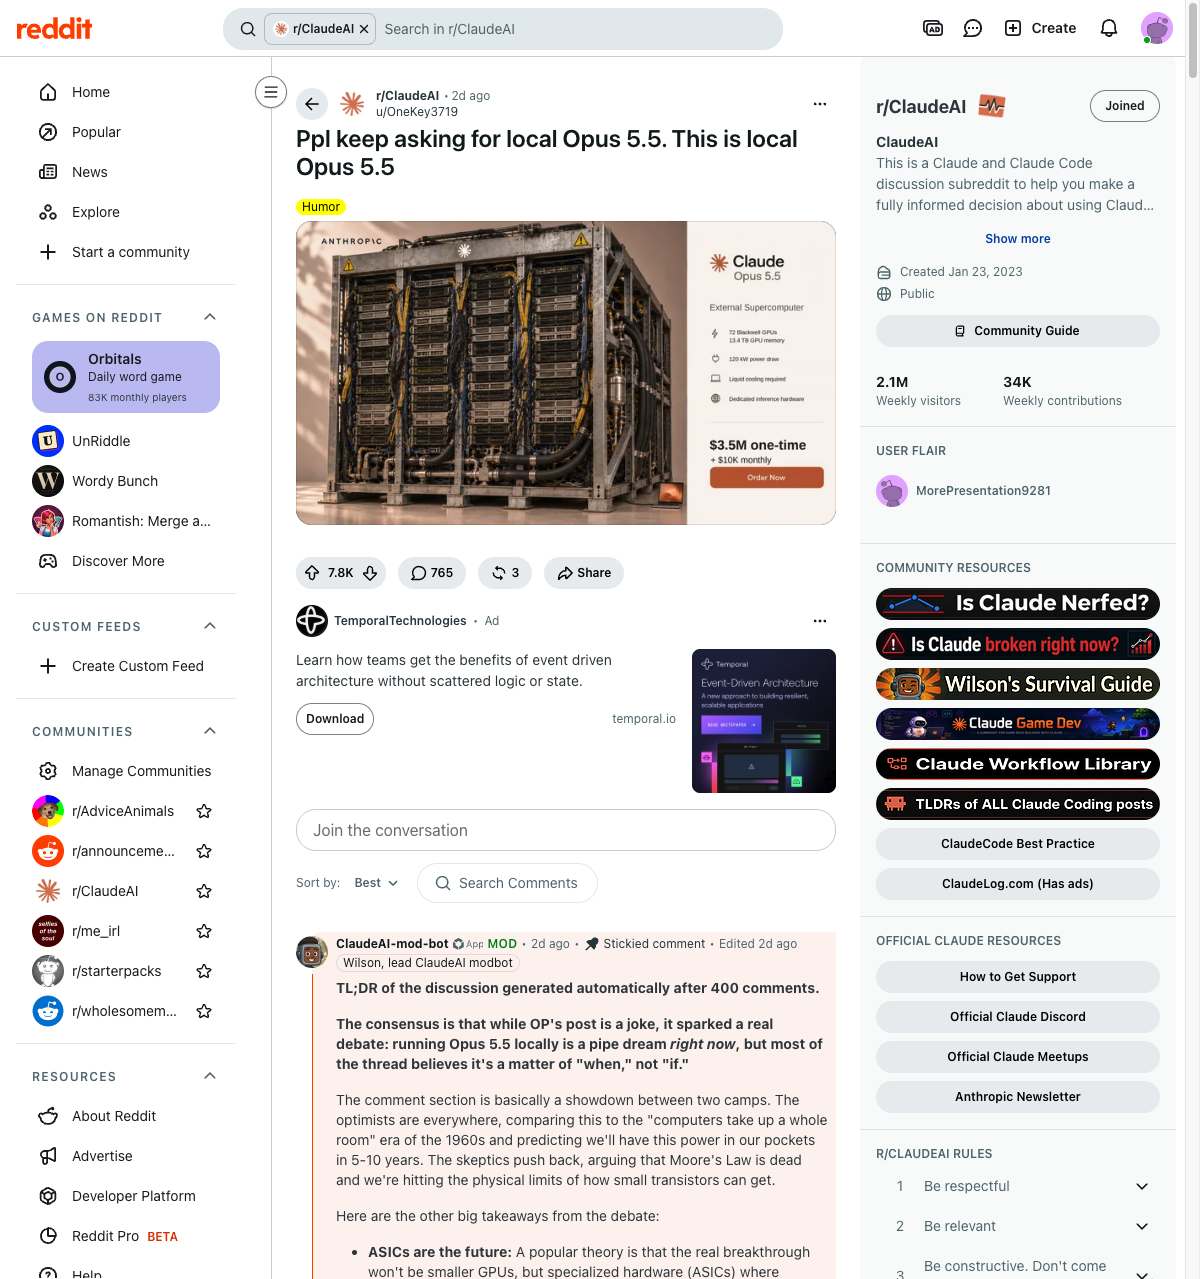 reddit
r/ClaudeAI
Search in r/ClaudeAI
AD
Create
Home
Popular
News
Explore
Start a community
GAMES ON REDDIT
Orbitals
Daily word game
83K monthly players
UnRiddle
Wordy Bunch
Romantish: Merge a...
Discover More
CUSTOM FEEDS
Create Custom Feed
COMMUNITIES
Manage Communities
r/AdviceAnimals
r/announceme...
r/ClaudeAI
selfies
of the
soul
r/me_irl
r/starterpacks
r/wholesomem...
RESOURCES
About Reddit
Advertise
Developer Platform
Reddit Pro BETA
Help
r/ClaudeAI • 2d ago
u/OneKey3719
Ppl keep asking for local Opus 5.5. This is local
Opus 5.5
Humor
ANTHROP\C
Claude
Opus 5.5
External Supercomputer
72 Blackwell GPUs
13.4 TB GPU memory
120 kW power draw
Liquid cooling required
Dedicated inference hardware
$3.5M one-time
+ $10K monthly
Order Now
7.8K
765
3
Share
TemporalTechnologies • Ad
Learn how teams get the benefits of event driven
architecture without scattered logic or state.
Download
temporal.io
Temporal
Event-Driven Architecture
A new approach to building resilient,
scalable applications
READ WHITEPAPER
Join the conversation
Sort by: Best
Search Comments
ClaudeAI-mod-bot App MOD • 2d ago • Stickied comment • Edited 2d ago
Wilson, lead ClaudeAI modbot
TL;DR of the discussion generated automatically after 400 comments.
The consensus is that while OP's post is a joke, it sparked a real
debate: running Opus 5.5 locally is a pipe dream right now, but most of
the thread believes it's a matter of "when," not "if."
The comment section is basically a showdown between two camps. The
optimists are everywhere, comparing this to the "computers take up a whole
room" era of the 1960s and predicting we'll have this power in our pockets
in 5-10 years. The skeptics push back, arguing that Moore's Law is dead
and we're hitting the physical limits of how small transistors can get.
Here are the other big takeaways from the debate:
• ASICs are the future: A popular theory is that the real breakthrough
won't be smaller GPUs, but specialized hardware (ASICs) where
r/ClaudeAI
Joined
ClaudeAI
This is a Claude and Claude Code
discussion subreddit to help you make a
fully informed decision about using Claud...
Show more
Created Jan 23, 2023
Public
Community Guide
2.1M
Weekly visitors
34K
Weekly contributions
USER FLAIR
MorePresentation9281
COMMUNITY RESOURCES
Is Claude Nerfed?
Is Claude broken right now?
Wilson's Survival Guide
Claude Game Dev
Claude Workflow Library
TLDRs of ALL Claude Coding posts
ClaudeCode Best Practice
ClaudeLog.com (Has ads)
OFFICIAL CLAUDE RESOURCES
How to Get Support
Official Claude Discord
Official Claude Meetups
Anthropic Newsletter
R/CLAUDEAI RULES
1 Be respectful
2 Be relevant
3 Be constructive. Don't come